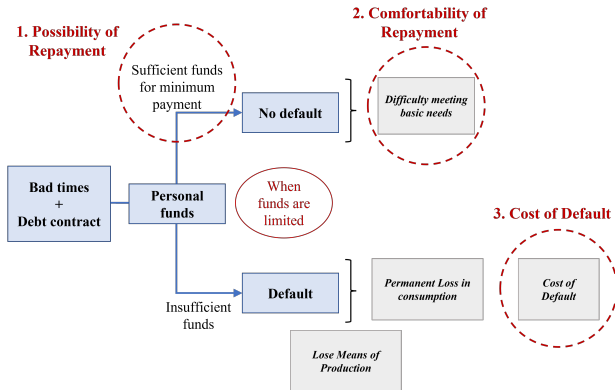 1. Possibility of
Repayment
2. Comfortability of
Repayment
Sufficient funds
for minimum
payment
No default
Difficulty meeting
basic needs
Bad times
+
Debt contract
Personal
funds
When
funds are
limited
3. Cost of Default
Insufficient
funds
Default
Permanent Loss in
consumption
Cost of
Default
Lose Means of
Production